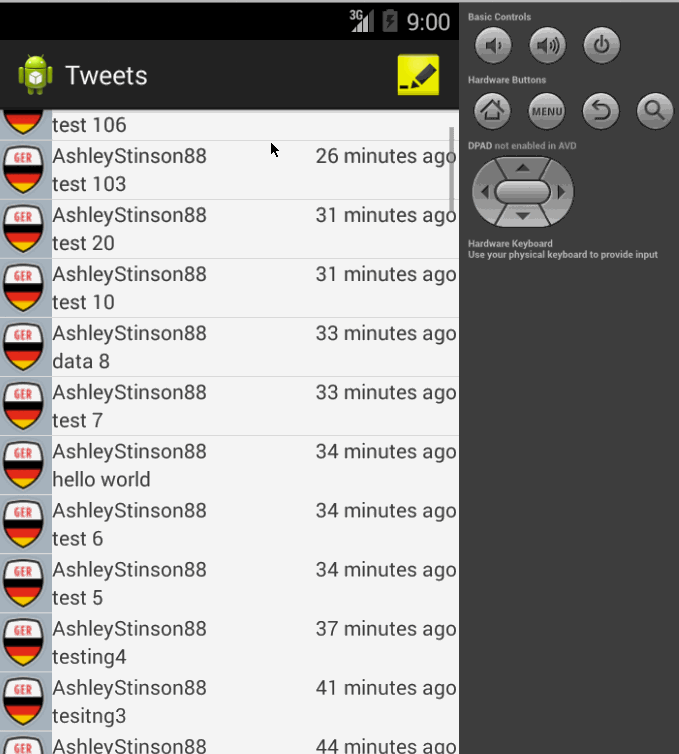 3G 9:00
Tweets
test 106
AshleyStinson88 26 minutes ago
test 103
GER
AshleyStinson88 31 minutes ago
test 20
GER
AshleyStinson88 31 minutes ago
test 10
GER
AshleyStinson88 33 minutes ago
data 8
GER
AshleyStinson88 33 minutes ago
test 7
GER
AshleyStinson88 34 minutes ago
hello world
GER
AshleyStinson88 34 minutes ago
test 6
GER
AshleyStinson88 34 minutes ago
test 5
GER
AshleyStinson88 37 minutes ago
testing4
GER
AshleyStinson88 41 minutes ago
tesitng3
GER
AshleyStinson88 44 minutes ago
GER
Basic Controls
Hardware Buttons
MENU
DPAD not enabled in AVD
Hardware Keyboard
Use your physical keyboard to provide input